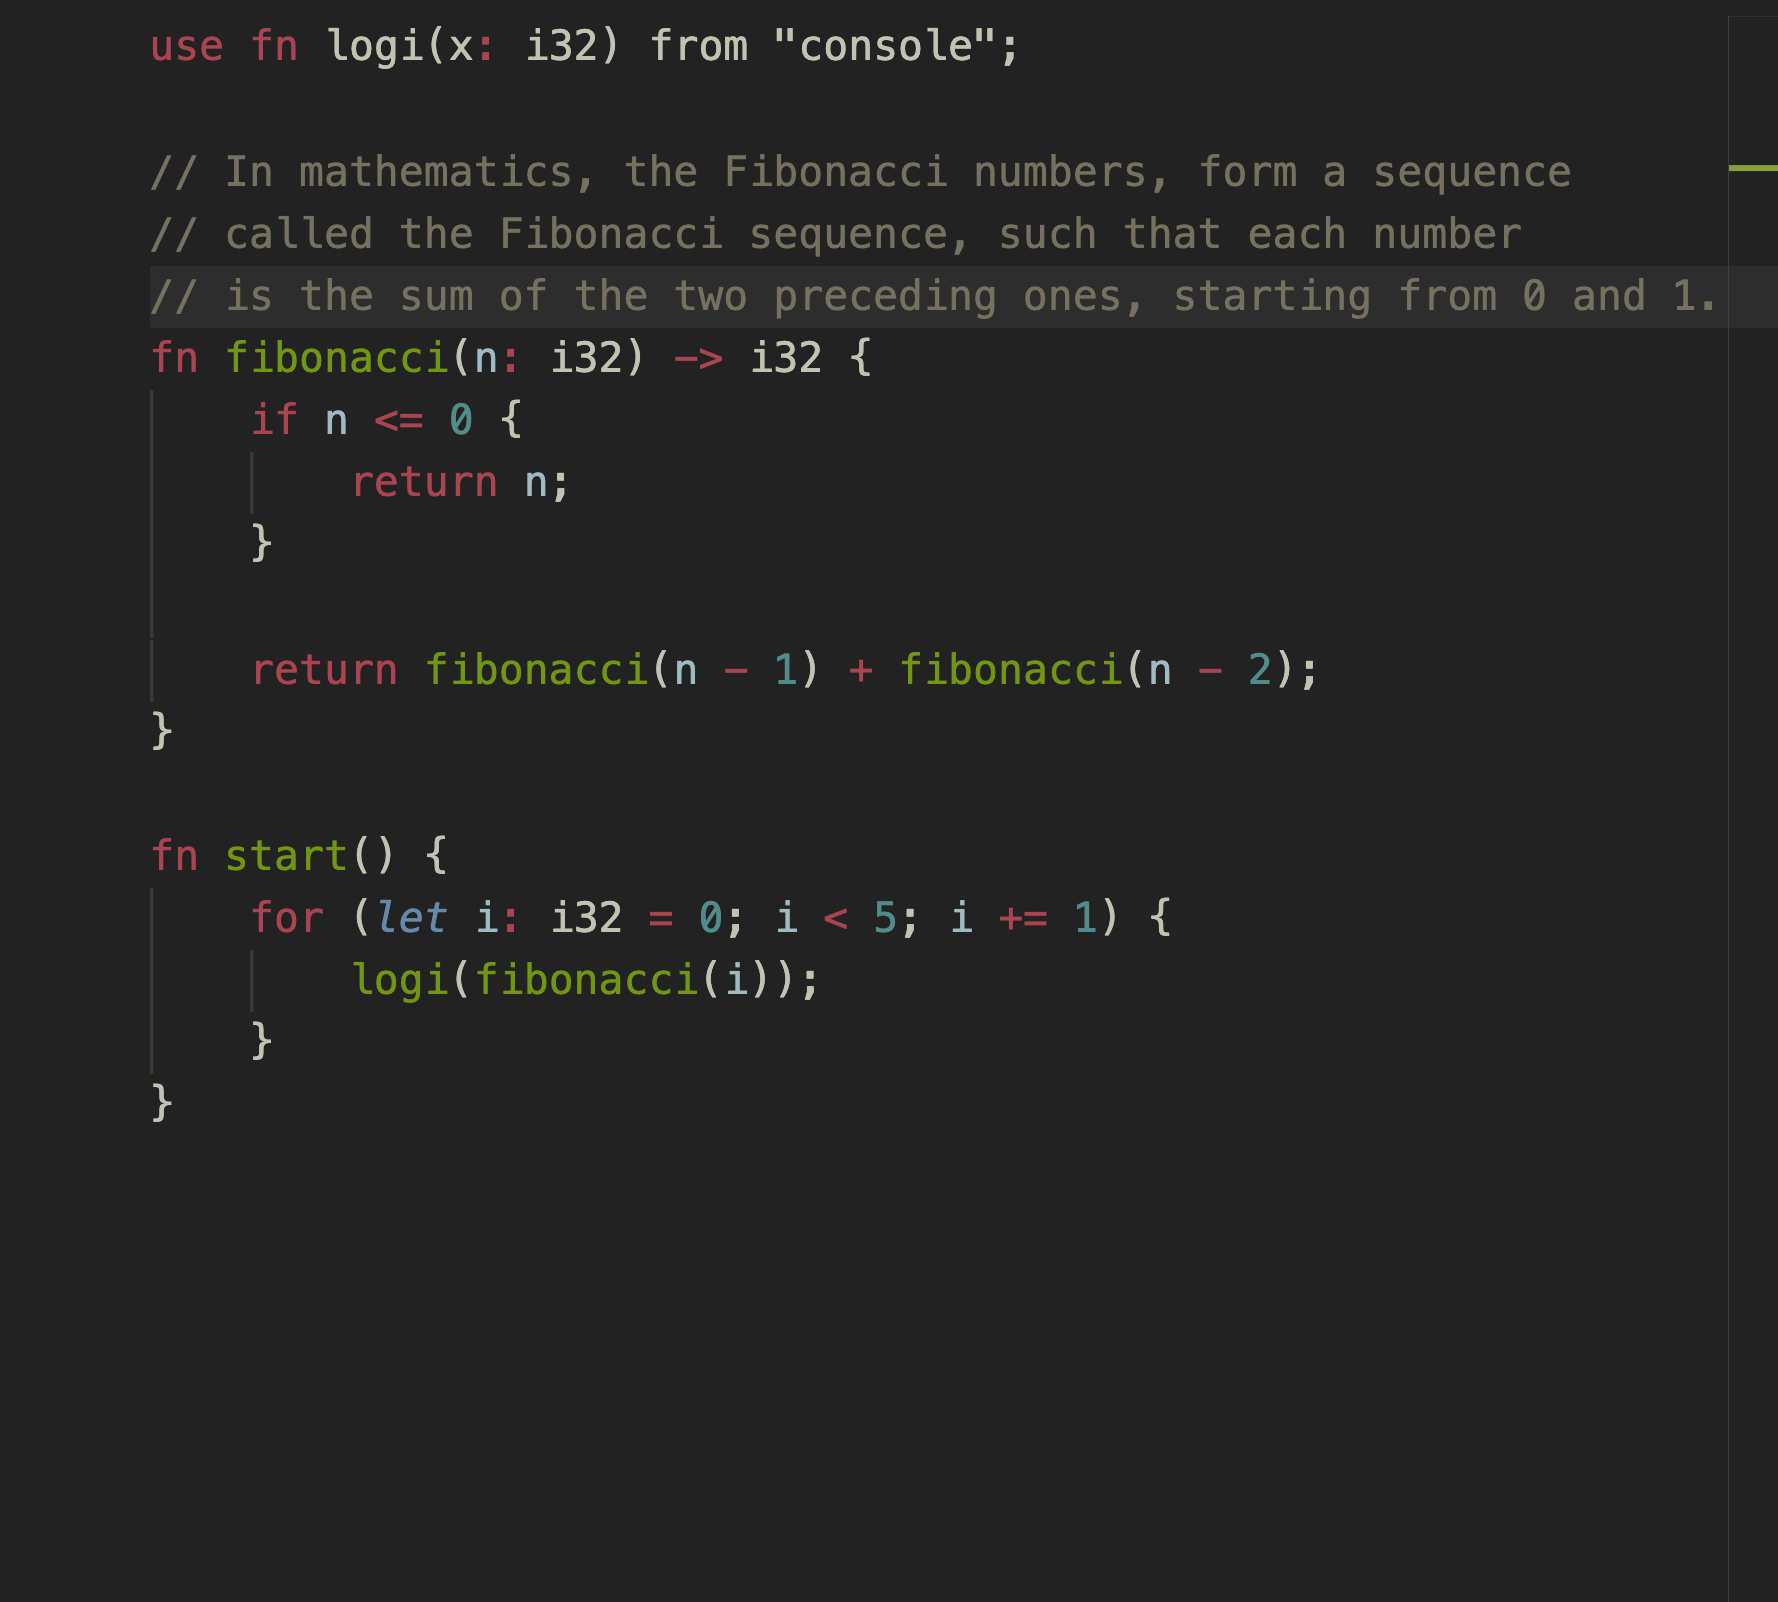 use fn logi(x: i32) from "console";
// In mathematics, the Fibonacci numbers, form a sequence
// called the Fibonacci sequence, such that each number
// is the sum of the two preceding ones, starting from 0 and 1.
fn fibonacci(n: i32) -> i32 {
    if n <= 0 {
        return n;
    }
    return fibonacci(n - 1) + fibonacci(n - 2);
}
fn start() {
    for (let i: i32 = 0; i < 5; i += 1) {
        logi(fibonacci(i));
    }
}